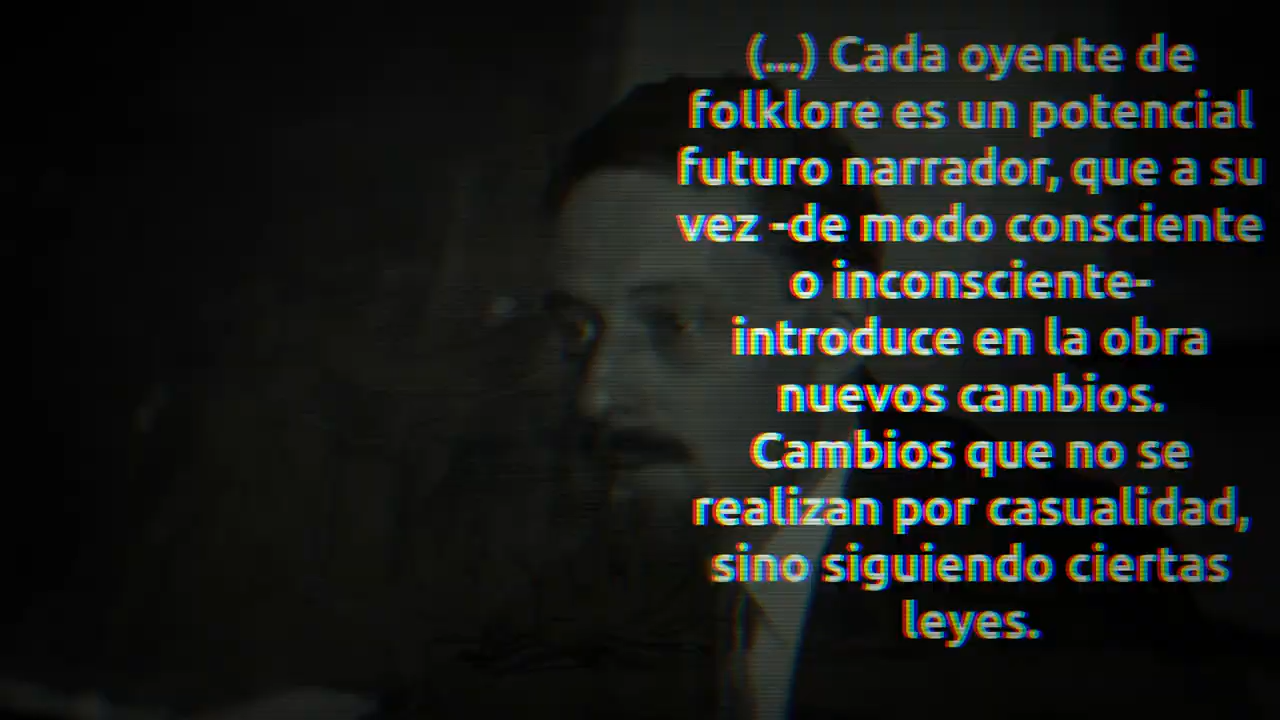 (...) Cada oyente de
folklore es un potencial
futuro narrador, que a su
vez -de modo consciente
o inconsciente-
introduce en la obra
nuevos cambios.
Cambios que no se
realizan por casualidad,
sino siguiendo ciertas
leyes.